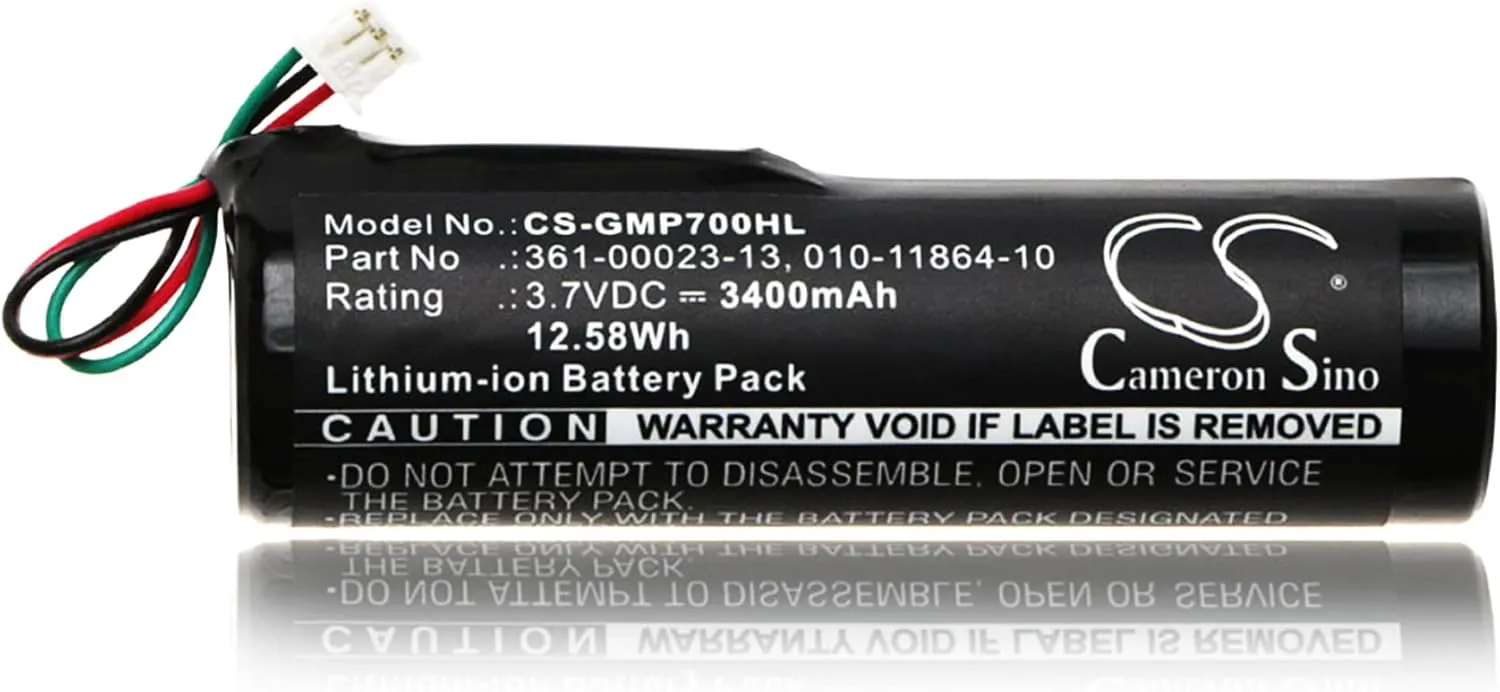 Model No.: CS-GMP700HL
Part No .: 361-00023-13, 010-11864-10
Rating .: 3.7VDC ⎓ 3400mAh
12.58Wh
Lithium-ion Battery Pack
CS ®
Cameron Sino
CAUTION WARRANTY VOID IF LABEL IS REMOVED
•DO NOT ATTEMPT TO DISASSEMBLE, OPEN OR SERVICE
THE BATTERY PACK.
•REPLACE ONLY WITH THE BATTERY PACK DESIGNATED